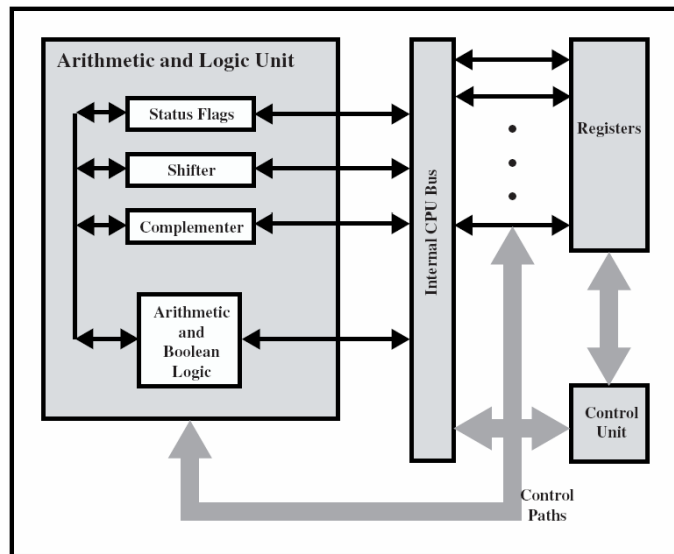 Arithmetic and Logic Unit
Status Flags
Shifter
Complementer
Arithmetic
and
Boolean
Logic
Internal CPU Bus
Registers
Control
Unit
Control
Paths